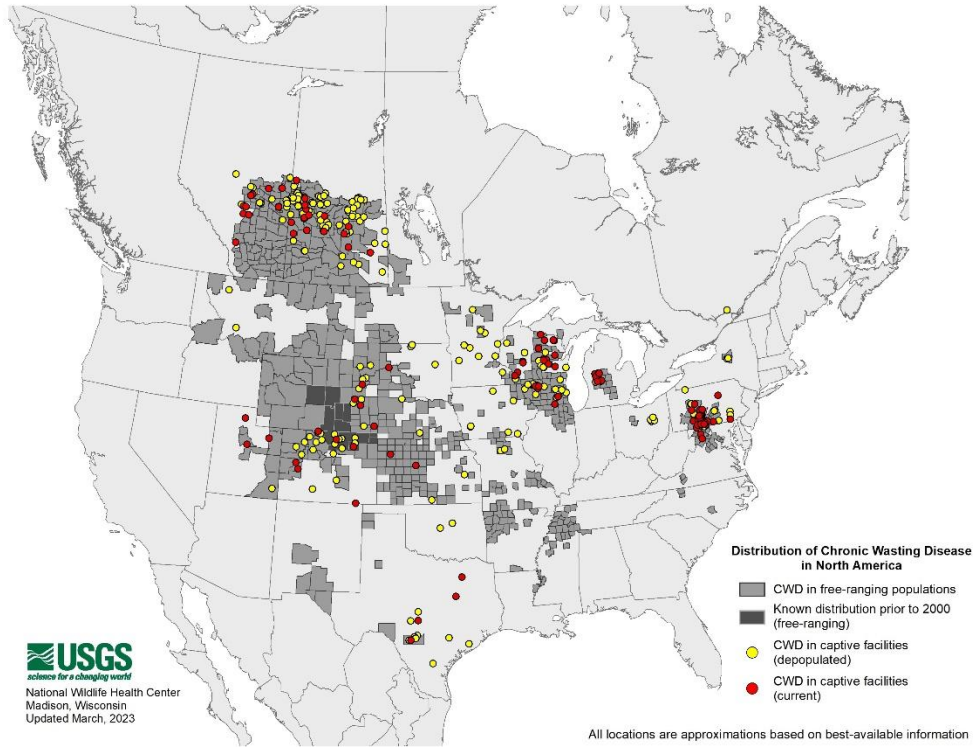 Distribution of Chronic Wasting Disease
in North America
CWD in free-ranging populations
Known distribution prior to 2000
(free-ranging)
CWD in captive facilities
(depopulated)
CWD in captive facilities
(current)
USGS
science for a changing world
National Wildlife Health Center
Madison, Wisconsin
Updated March, 2023
All locations are approximations based on best-available information